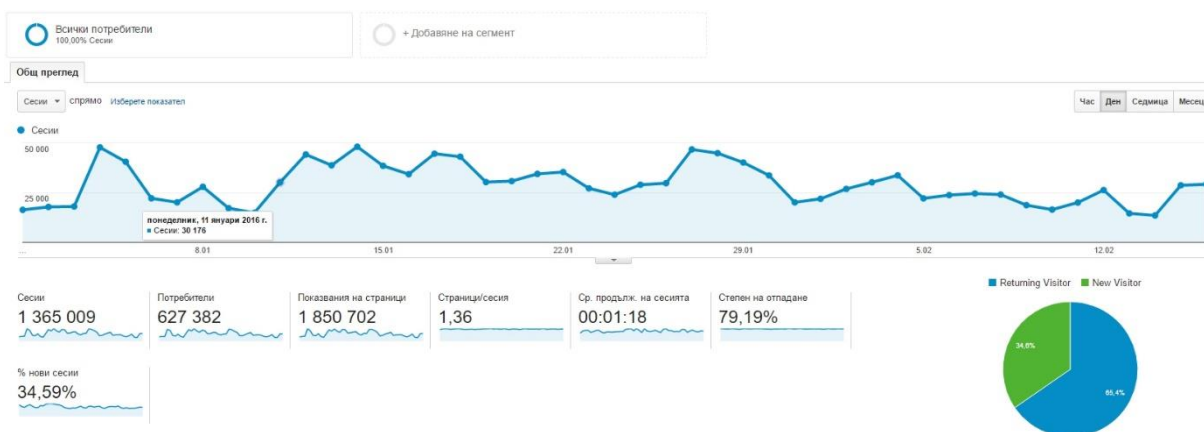 Всички потребители
100,00% Сесии
+ Добавяне на сегмент
Общ преглед
Сесии спрямо Изберете показател
Час Ден Седмица Месец
Сесии
50 000
25 000
понеделник, 11 януари 2016 г.
Сесии: 30 176
...
8.01 15.01 22.01 29.01 5.02 12.02
Returning Visitor New Visitor
Сесии Потребители Показвания на страници Страници/сесия Ср. продълж. на сесията Степен на отпадане
1 365 009 627 382 1 850 702 1,36 00:01:18 79,19%
% нови сесии
34,59%
34,6%
65,4%